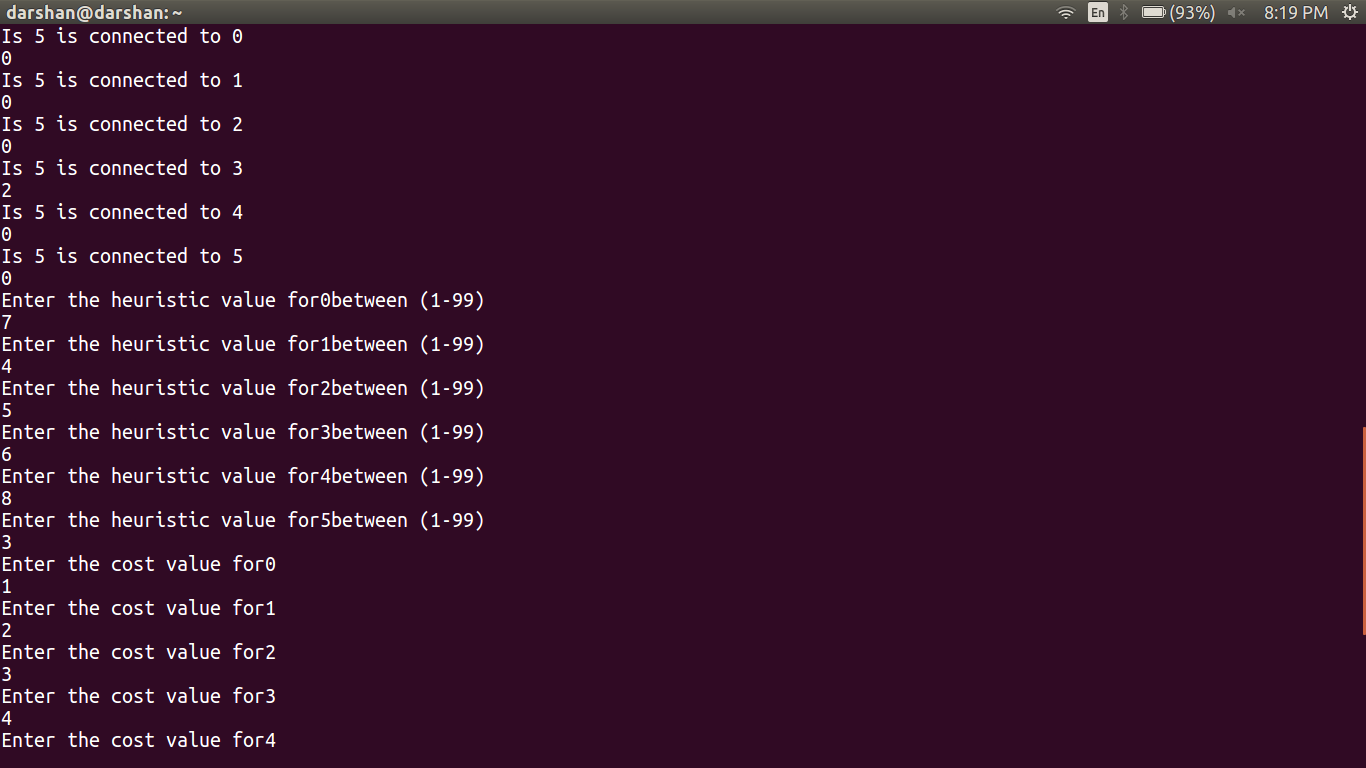 darshan@darshan: ~
En (93%) 8:19 PM
Is 5 is connected to 0
0
Is 5 is connected to 1
0
Is 5 is connected to 2
0
Is 5 is connected to 3
2
Is 5 is connected to 4
0
Is 5 is connected to 5
0
Enter the heuristic value for0between (1-99)
7
Enter the heuristic value for1between (1-99)
4
Enter the heuristic value for2between (1-99)
5
Enter the heuristic value for3between (1-99)
6
Enter the heuristic value for4between (1-99)
8
Enter the heuristic value for5between (1-99)
3
Enter the cost value for0
1
Enter the cost value for1
2
Enter the cost value for2
3
Enter the cost value for3
4
Enter the cost value for4